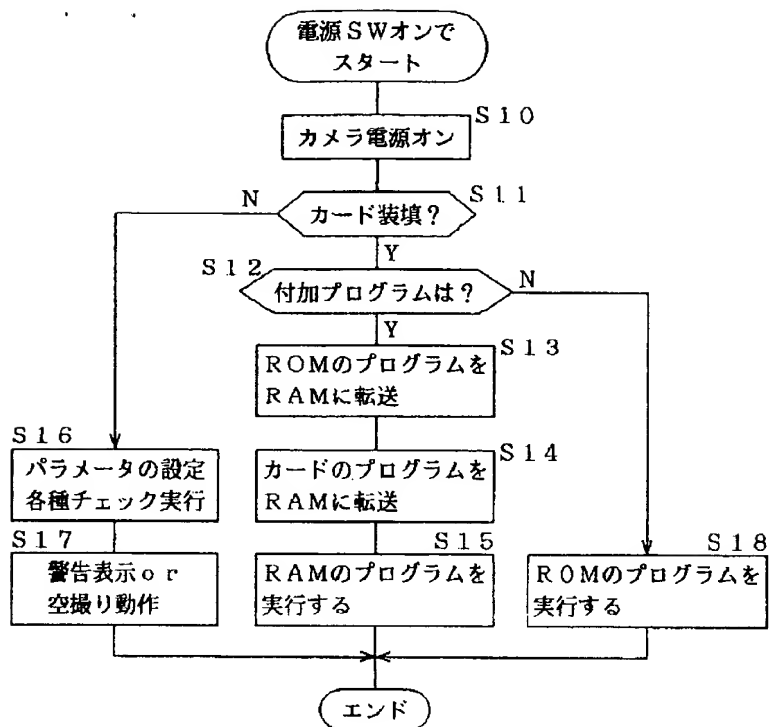 電源SWオンで
スタート
S10
カメラ電源オン
S11
N
カード装填?
Y
S12
付加プログラムは?
N
Y
S13
ROMのプログラムを
RAMに転送
S16
パラメータの設定
各種チェック実行
S14
カードのプログラムを
RAMに転送
S17
警告表示or
空撮り動作
S15
RAMのプログラムを
実行する
S18
ROMのプログラムを
実行する
エンド